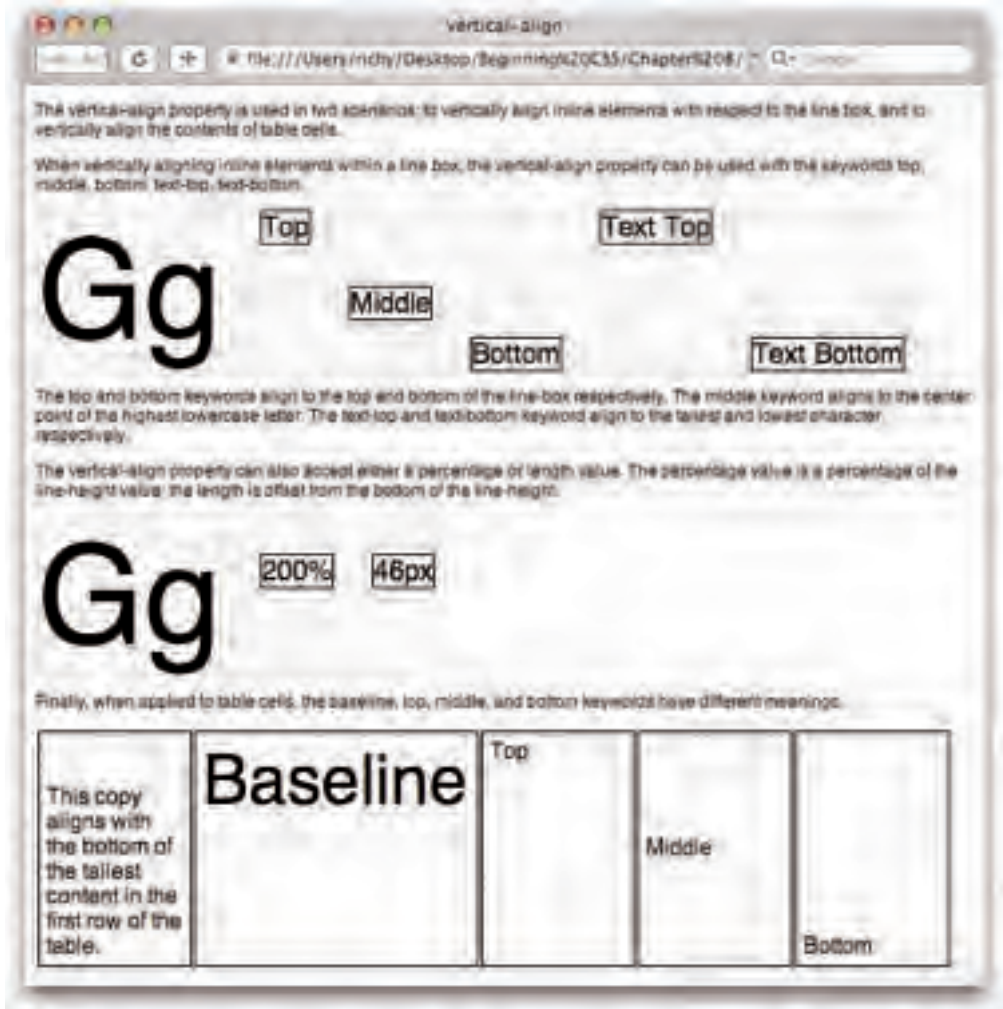 vertical-align
file:///Users/richy/Desktop/Beginning%20CSS/Chapter%208/
The vertical-align property is used in two scenarios: to vertically align inline elements with respect to the line box, and to
vertically align the contents of table cells.
When vertically aligning inline elements within a line box, the vertical-align property can be used with the keywords top,
middle, bottom, text-top, text-bottom.
Top Text Top
Gg
Middle
Bottom Text Bottom
The top and bottom keywords align to the top and bottom of the line-box respectively. The middle keyword aligns to the center
point of the highest lowercase letter. The text-top and text-bottom keyword align to the tallest and lowest character,
respectively.
The vertical-align property can also accept either a percentage or length value. The percentage value is a percentage of the
line-height value; the length is offset from the bottom of the line-height.
Gg 200% 46px
Finally, when applied to table cells, the baseline, top, middle, and bottom keywords have different meanings.
This copy
aligns with
the bottom of
the tallest
content in the
first row of the
table.
Baseline
Top
Middle
Bottom